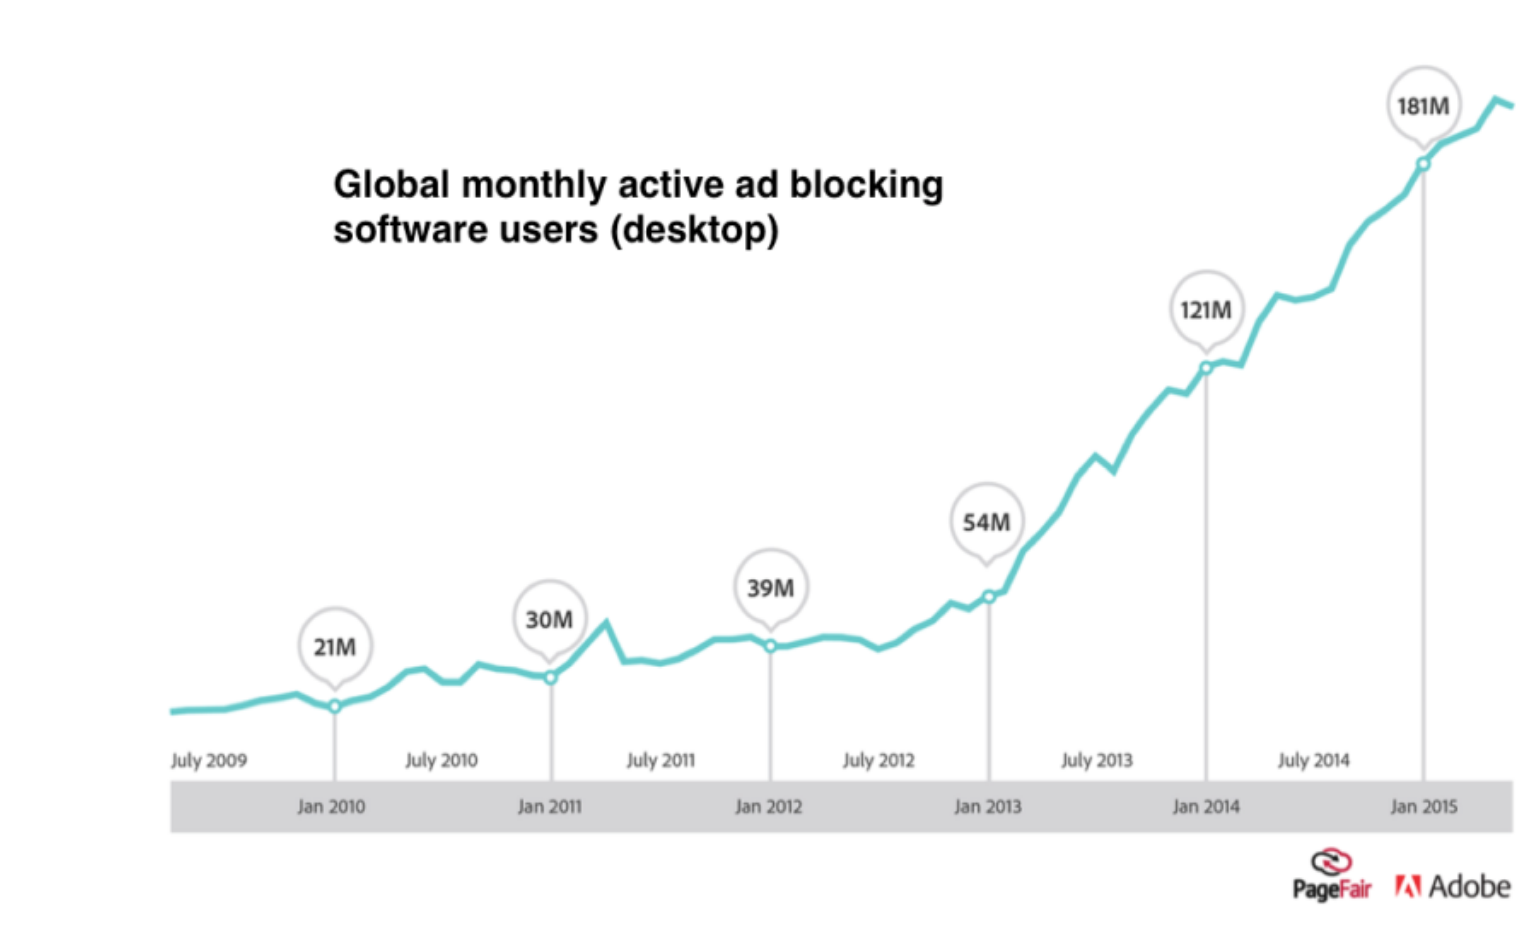 Global monthly active ad blocking
software users (desktop)
21M
30M
39M
54M
121M
181M
July 2009
July 2010
July 2011
July 2012
July 2013
July 2014
Jan 2010
Jan 2011
Jan 2012
Jan 2013
Jan 2014
Jan 2015
PageFair
Adobe